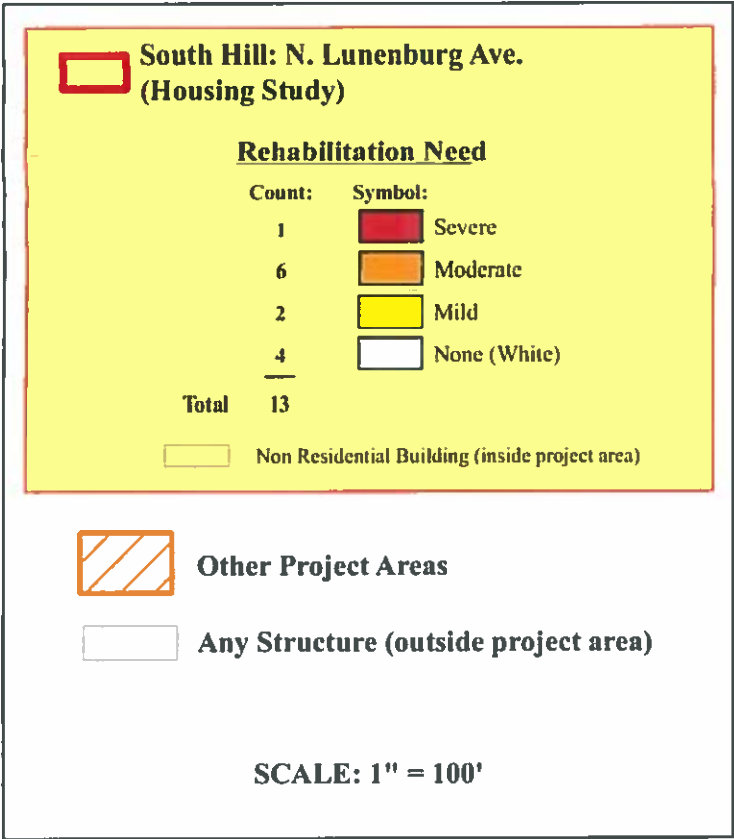 South Hill: N. Lunenburg Ave.
(Housing Study)
Rehabilitation Need
Count: Symbol:
1 Severe
6 Moderate
2 Mild
4 None (White)
Total 13
Non Residential Building (inside project area)
Other Project Areas
Any Structure (outside project area)
SCALE: 1" = 100'